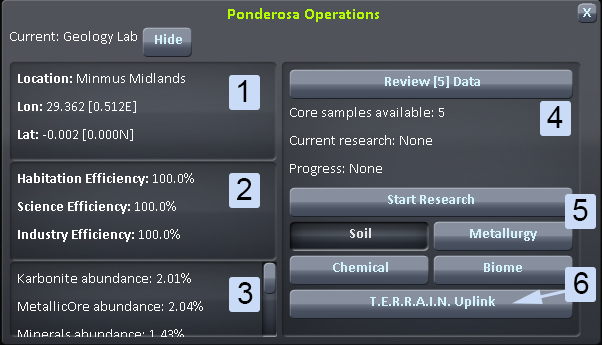 Ponderosa Operations
X
Current: Geology Lab
Hide
Location: Minmus Midlands
Lon: 29.362 [0.512E]
Lat: -0.002 [0.000N]
1
Habitation Efficiency: 100.0%
Science Efficiency: 100.0%
Industry Efficiency: 100.0%
2
Karbonite abundance: 2.01%
MetallicOre abundance: 2.04%
Minerals abundance: 1.43%
3
Review [5] Data
Core samples available: 5
Current research: None
Progress: None
4
Start Research
5
Soil
Metallurgy
Chemical
Biome
T.E.R.R.A.I.N. Uplink
6